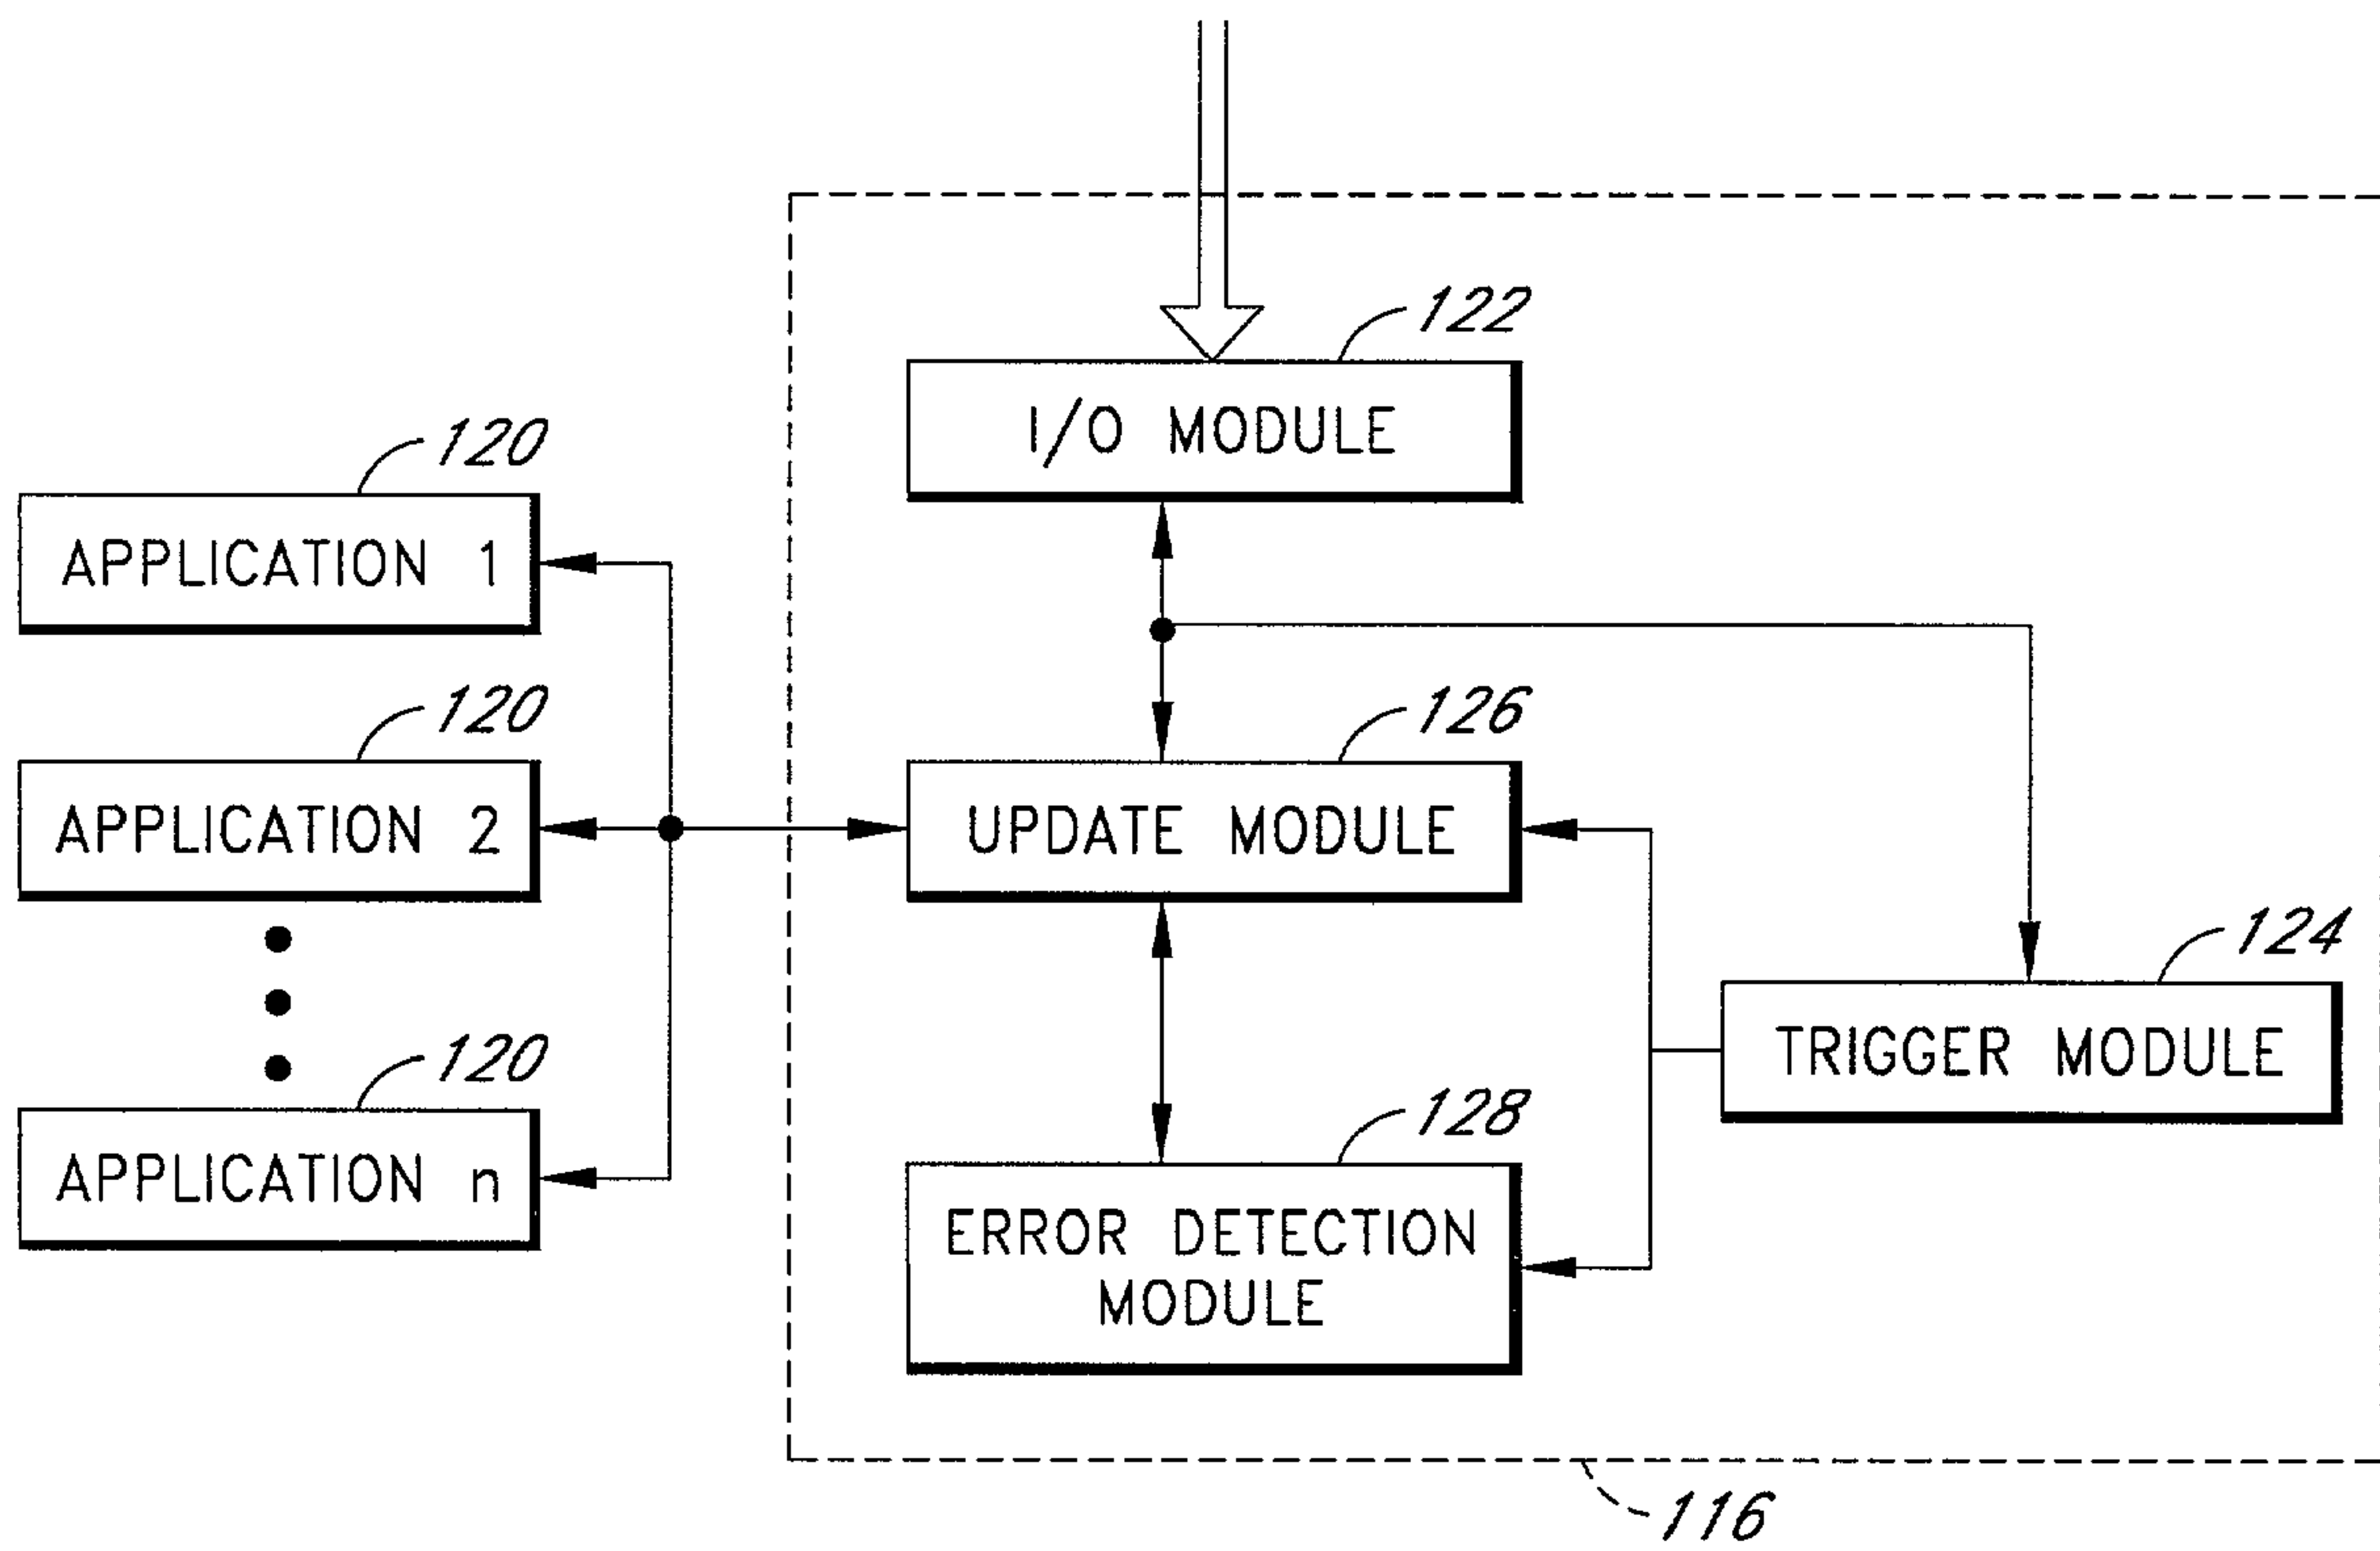 122
I/O MODULE
120
APPLICATION 1
120
126
APPLICATION 2
UPDATE MODULE
124
TRIGGER MODULE
120
128
APPLICATION n
ERROR DETECTION
MODULE
116